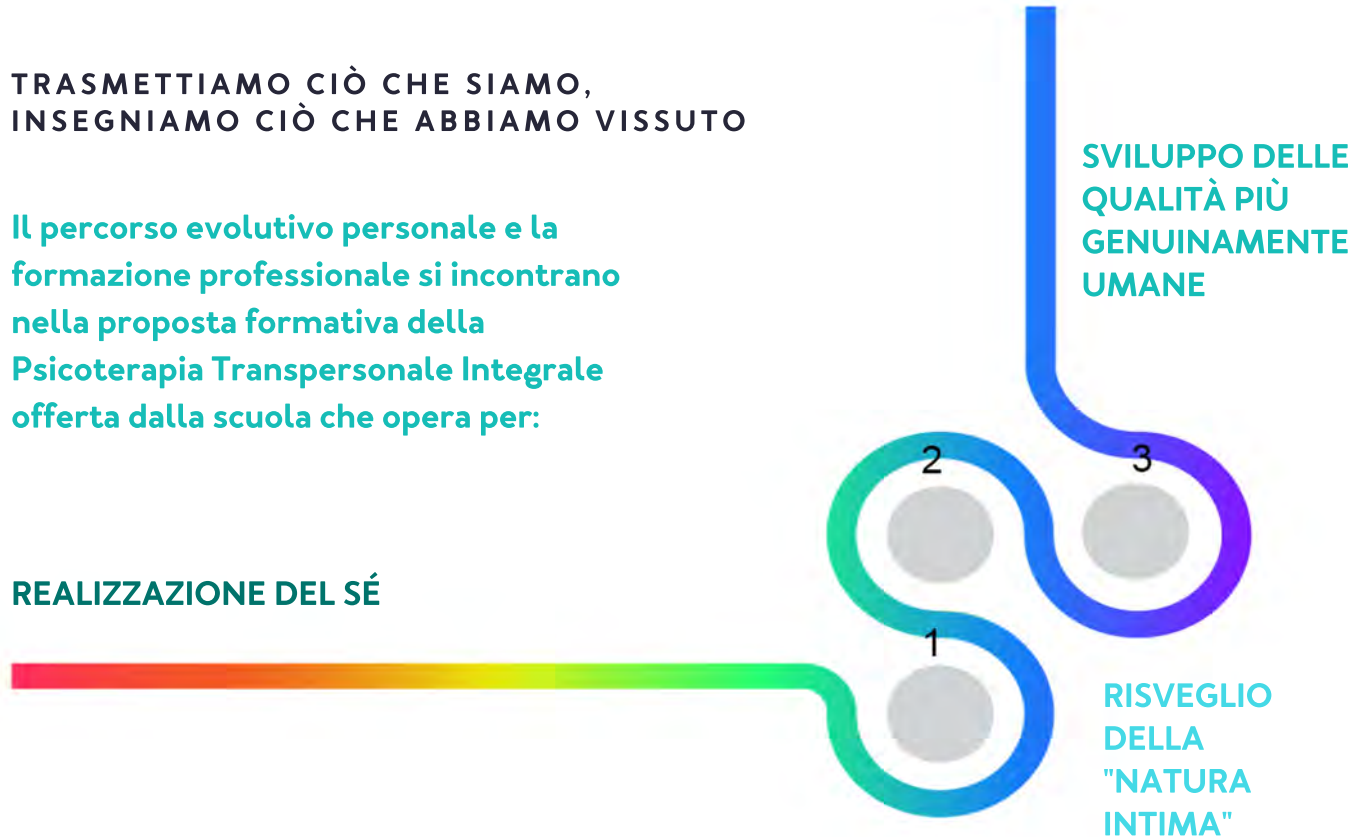 TRASMETTIAMO CIÒ CHE SIAMO,
INSEGNIAMO CIÒ CHE ABBIAMO VISSUTO
Il percorso evolutivo personale e la
formazione professionale si incontrano
nella proposta formativa della
Psicoterapia Transpersonale Integrale
offerta dalla scuola che opera per:
REALIZZAZIONE DEL SÉ
SVILUPPO DELLE
QUALITÀ PIÙ
GENUINAMENTE
UMANE
2
3
1
RISVEGLIO
DELLA
"NATURA
INTIMA"